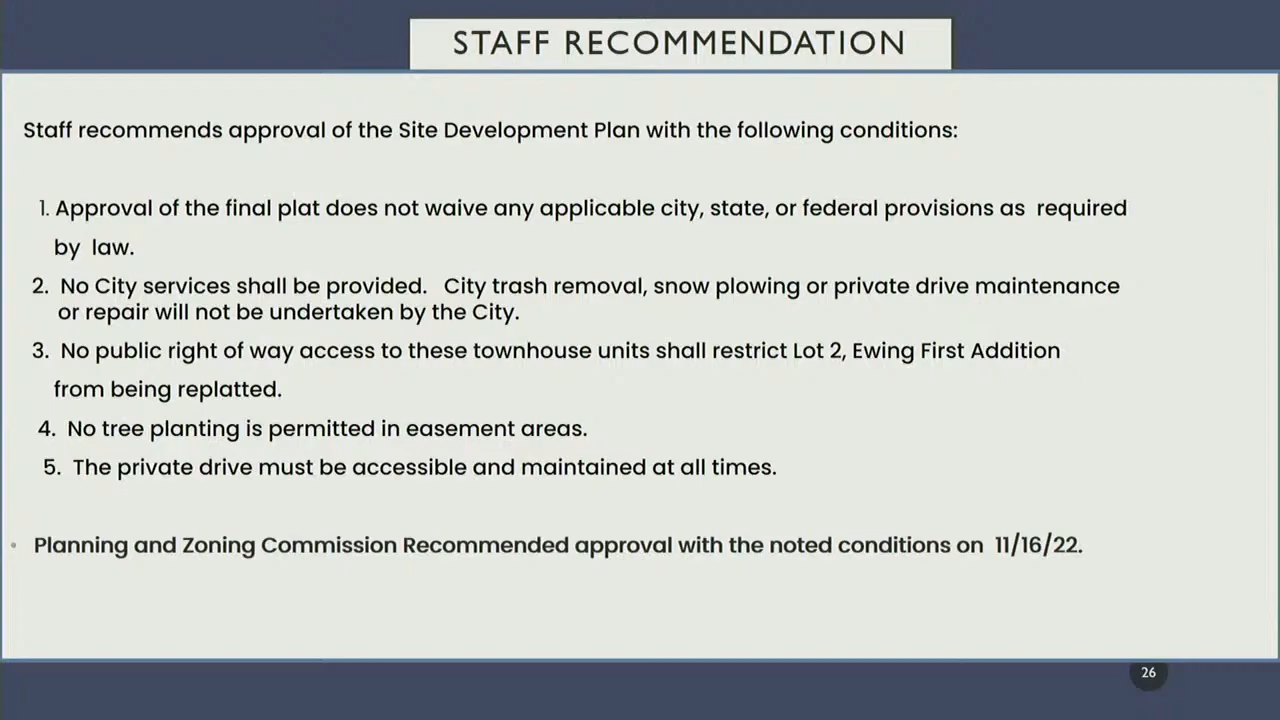 STAFF RECOMMENDATION
Staff recommends approval of the Site Development Plan with the following conditions:
1. Approval of the final plat does not waive any applicable city, state, or federal provisions as required
by law.
2. No City services shall be provided. City trash removal, snow plowing or private drive maintenance
or repair will not be undertaken by the City.
3. No public right of way access to these townhouse units shall restrict Lot 2, Ewing First Addition
from being replatted.
4. No tree planting is permitted in easement areas.
5. The private drive must be accessible and maintained at all times.
• Planning and Zoning Commission Recommended approval with the noted conditions on 11/16/22.
26